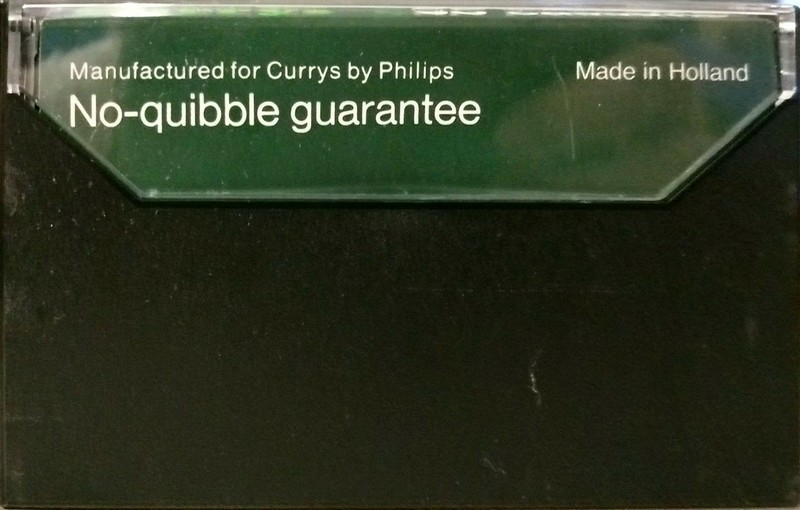 Manufactured for Currys by Philips
Made in Holland
No-quibble guarantee